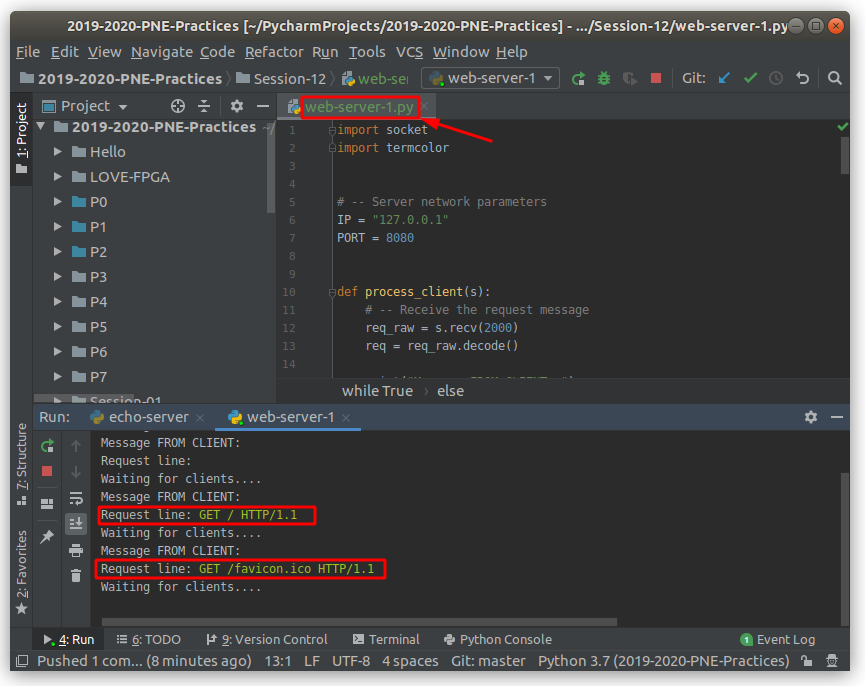 2019-2020-PNE-Practices [~/PycharmProjects/2019-2020-PNE-Practices] - .../Session-12/web-server-1.py
File Edit View Navigate Code Refactor Run Tools VCS Window Help
2019-2020-PNE-Practices Session-12 web-ser web-server-1 Git:
Project
web-server-1.py
1: Project
2019-2020-PNE-Practices ~/
Hello
LOVE-FPGA
P0
P1
P2
P3
P4
P5
P6
P7
Session-01
1 import socket
2 import termcolor
3
4
5 # -- Server network parameters
6 IP = "127.0.0.1"
7 PORT = 8080
8
9
10 def process_client(s):
11 # -- Receive the request message
12 req_raw = s.recv(2000)
13 req = req_raw.decode()
14
while True › else
Run: echo-server web-server-1
7: Structure
2: Favorites
Message FROM CLIENT:
Request line:
Waiting for clients....
Message FROM CLIENT:
Request line: GET / HTTP/1.1
Waiting for clients....
Message FROM CLIENT:
Request line: GET /favicon.ico HTTP/1.1
Waiting for clients....
4: Run 6: TODO 9: Version Control Terminal Python Console 1 Event Log
Pushed 1 com... (8 minutes ago) 13:1 LF UTF-8 4 spaces Git: master Python 3.7 (2019-2020-PNE-Practices)